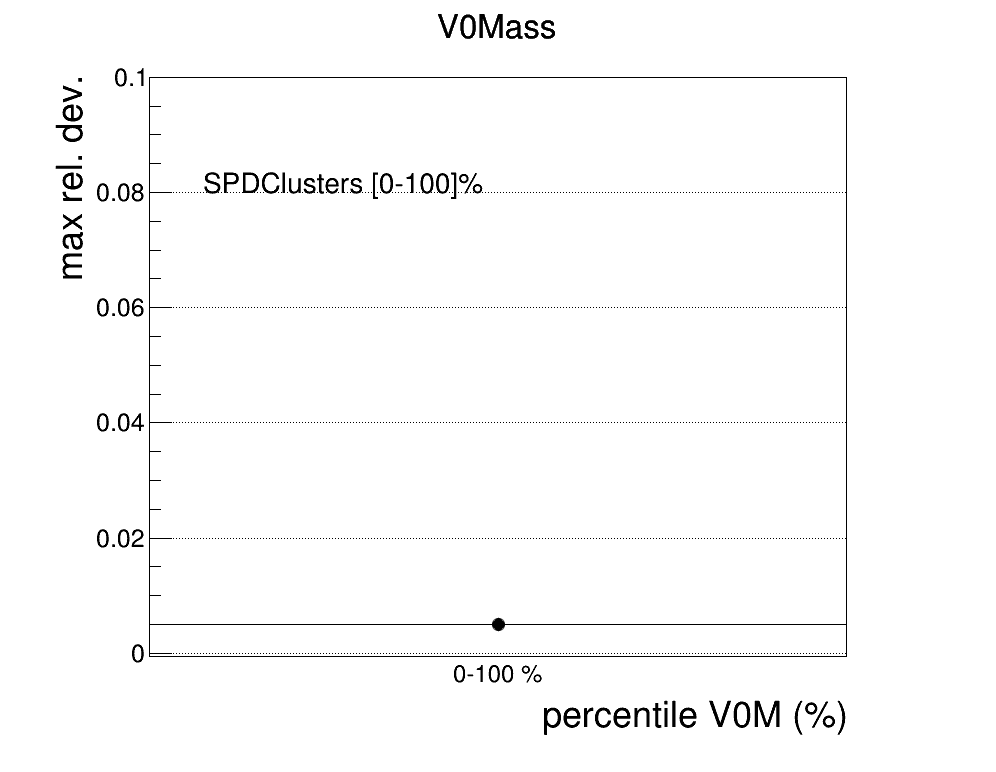 V0Mass
max rel. dev.
0.1
SPDClusters [0-100]%
0.08
0.06
0.04
0.02
0
0-100 %
percentile V0M (%)